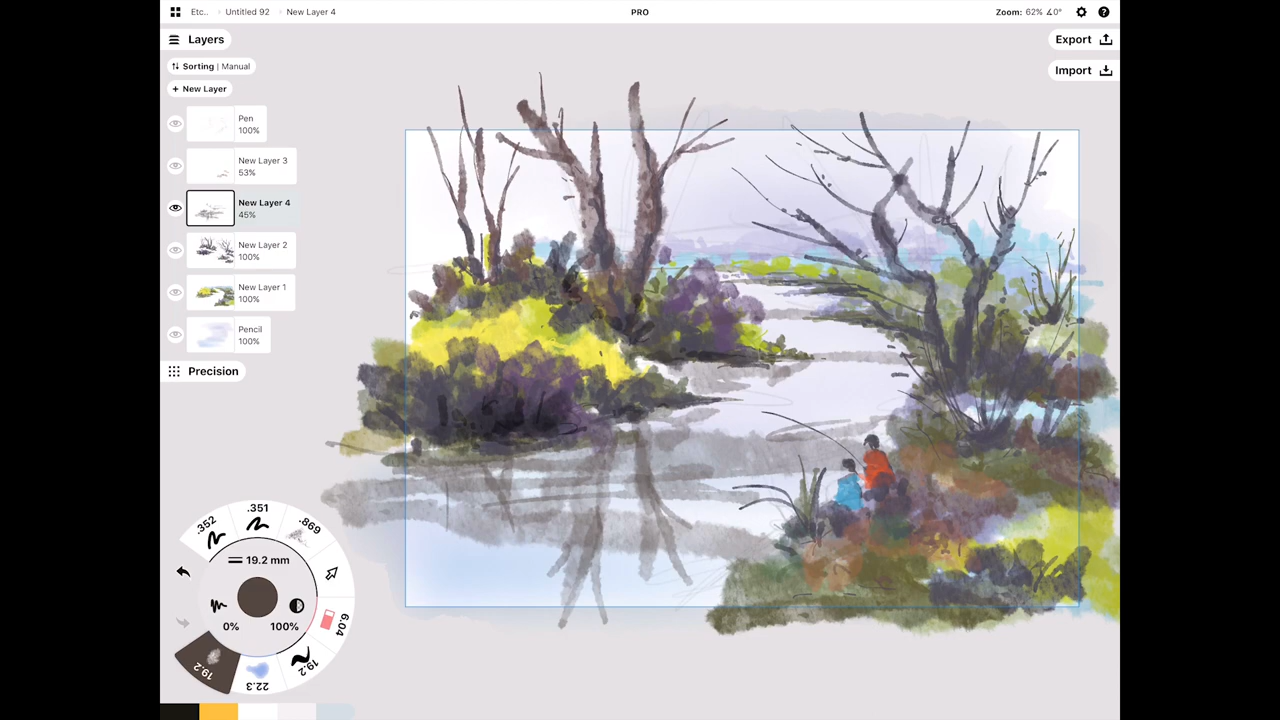 Etc.. › Untitled 92 › New Layer 4
PRO
Zoom: 62% ∡0°
Layers
Export
Sorting | Manual
Import
+ New Layer
Pen
100%
New Layer 3
53%
New Layer 4
45%
New Layer 2
100%
New Layer 1
100%
Pencil
100%
Precision
.352
.351
.869
19.2 mm
0%
100%
6.04
19.2
22.3
19.2